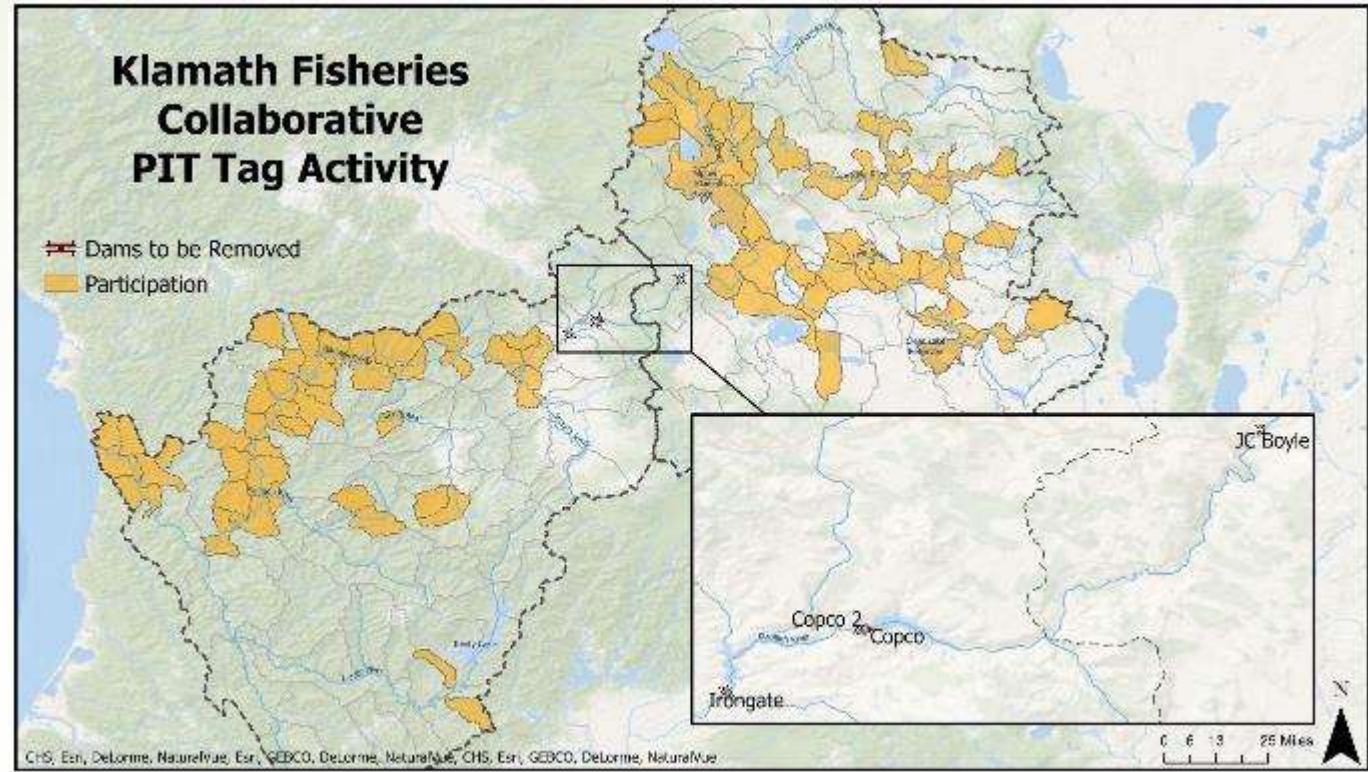 Klamath Fisheries
Collaborative
PIT Tag Activity
Dams to be Removed
Participation
JC Boyle
Copco 2
Copco
Irongate
N
0 6 13 25 Miles
CHS, Esri, DeLorme, NaturalVue, Esri, GEBCO, DeLorme, NaturalVue, CHS, Esri, GEBCO, DeLorme, NaturalVue